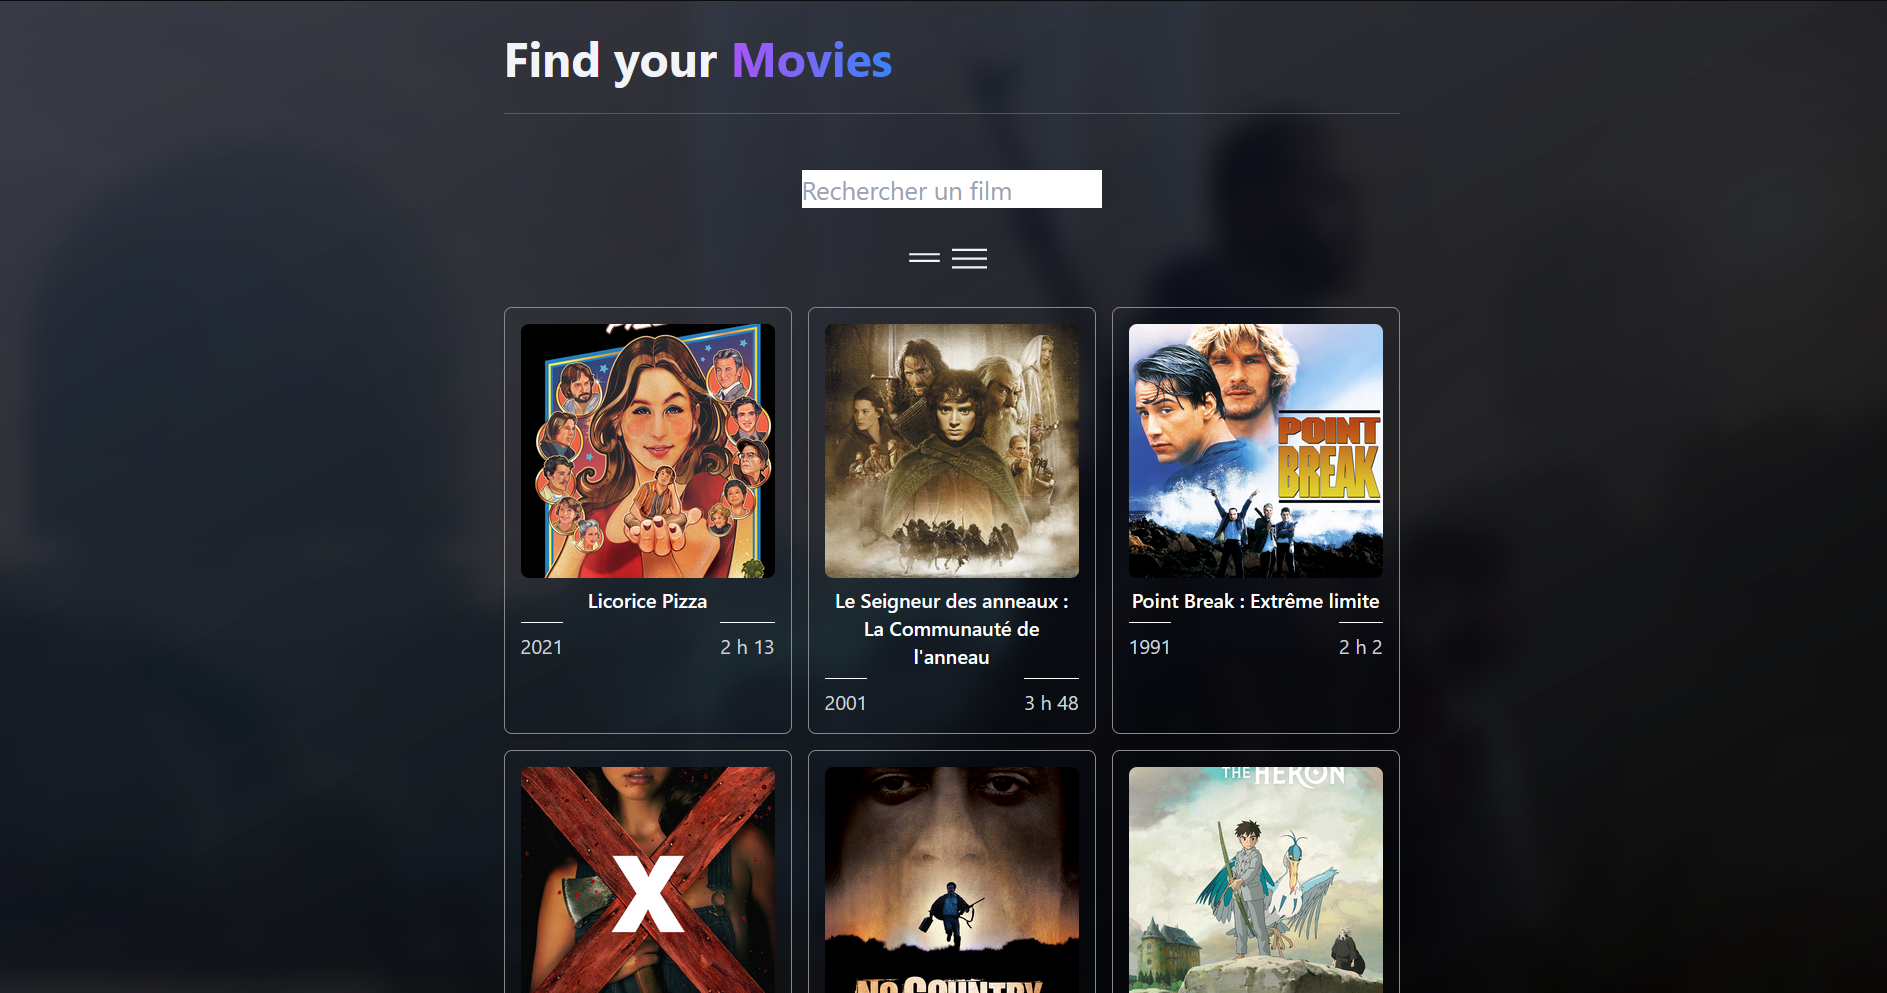 Find your Movies
Rechercher un film
POINT
BREAK
Licorice Pizza
2021
2 h 13
Le Seigneur des anneaux :
La Communauté de
l'anneau
2001
3 h 48
Point Break : Extrême limite
1991
2 h 2
X
NO COUNTRY
THE HERON